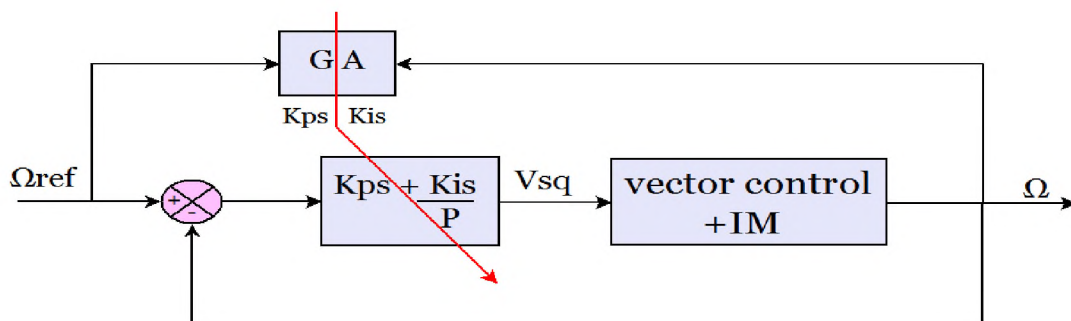 G A
Kps Kis
Ωref
+
-
Kps + Kis
P
Vsq
vector control
+IM
Ω